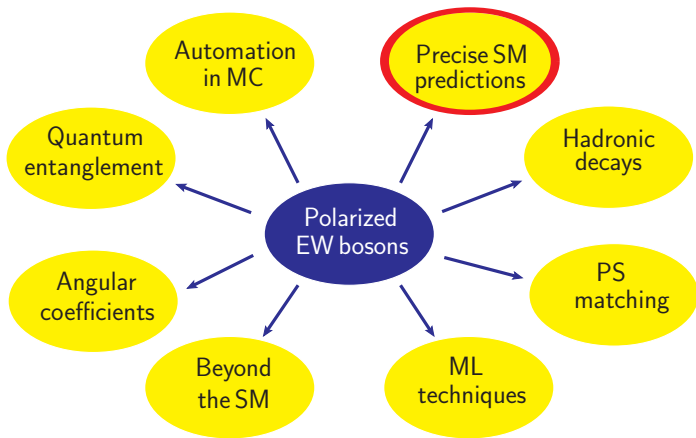 Automation
in MC
Precise SM
predictions
Quantum
entanglement
Hadronic
decays
Polarized
EW bosons
Angular
coefficients
PS
matching
Beyond
the SM
ML
techniques